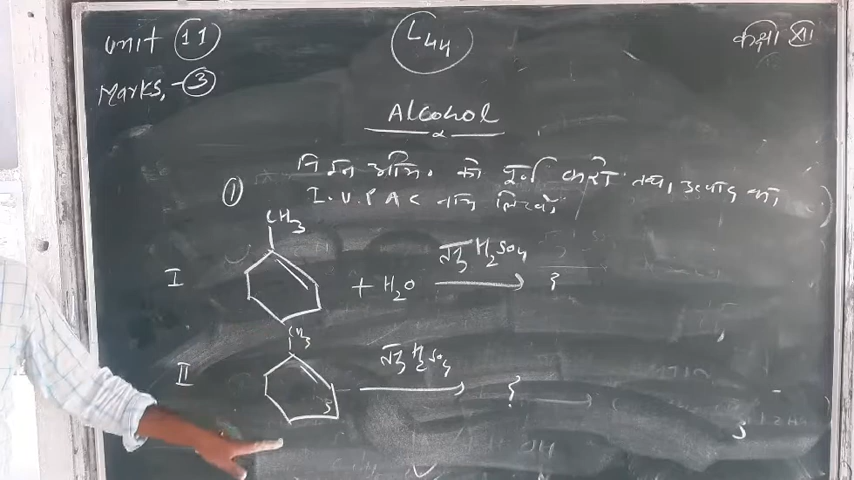 Unit 11
L44
कक्षा XII
Marks, - 3
Alcohol
① निम्न अभि. को पूर्ण करो तथा उत्पाद का
I.U.P.A.C नाम लिखो,
CH3
I + H2O तनु H2SO4 ?
CH3
II तनु H2SO4 ?